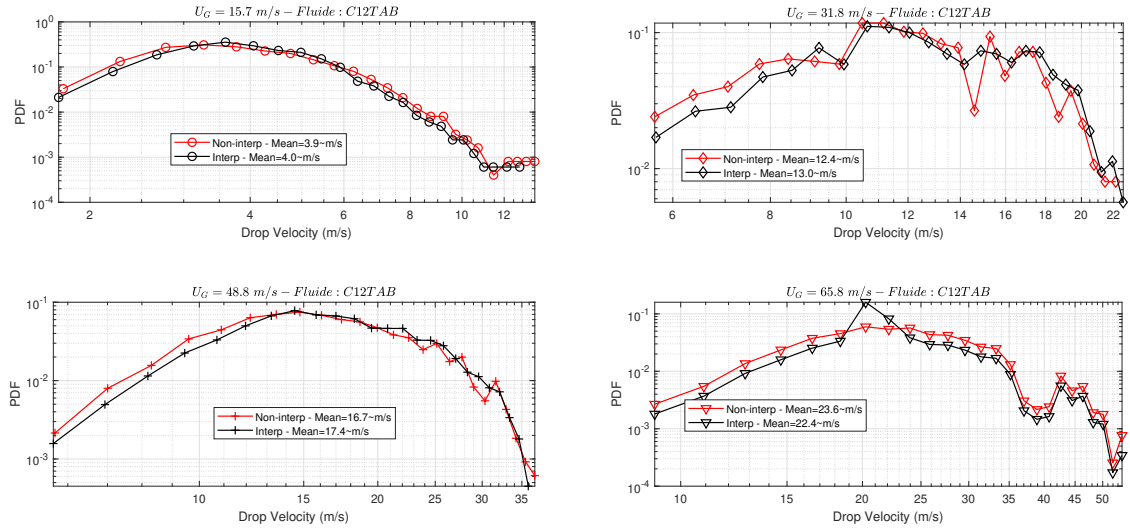 U_G = 15.7 m/s − Fluide : C12TAB
10^0
10^-1
10^-2
10^-3
10^-4
PDF
Non-interp - Mean=3.9~m/s
Interp - Mean=4.0~m/s
2 4 6 8 10 12
Drop Velocity (m/s)
U_G = 31.8 m/s − Fluide : C12TAB
10^-1
10^-2
PDF
Non-interp - Mean=12.4~m/s
Interp - Mean=13.0~m/s
6 8 10 12 14 16 18 20 22
Drop Velocity (m/s)
U_G = 48.8 m/s − Fluide : C12TAB
10^-1
10^-2
10^-3
PDF
Non-interp - Mean=16.7~m/s
Interp - Mean=17.4~m/s
10 15 20 25 30 35
Drop Velocity (m/s)
U_G = 65.8 m/s − Fluide : C12TAB
10^-1
10^-2
10^-3
10^-4
PDF
Non-interp - Mean=23.6~m/s
Interp - Mean=22.4~m/s
10 15 20 25 30 35 40 45 50
Drop Velocity (m/s)